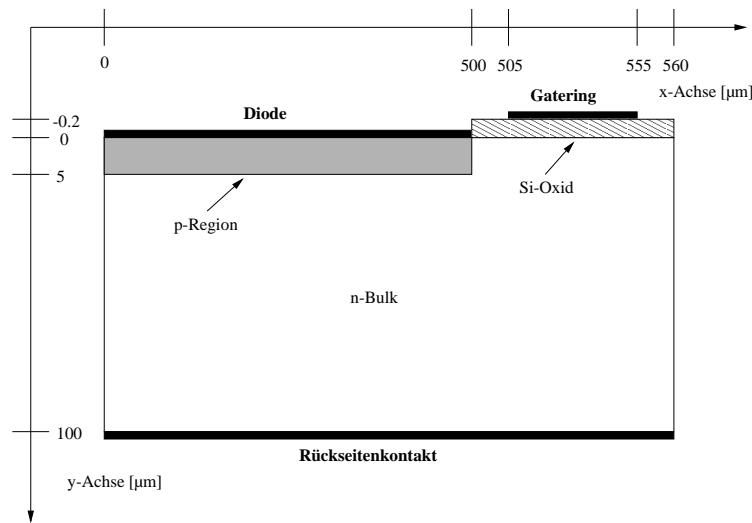 0
500
505
555
560
x-Achse [µm]
Gatering
Diode
-0.2
0
5
Si-Oxid
p-Region
n-Bulk
100
Rückseitenkontakt
y-Achse [µm]